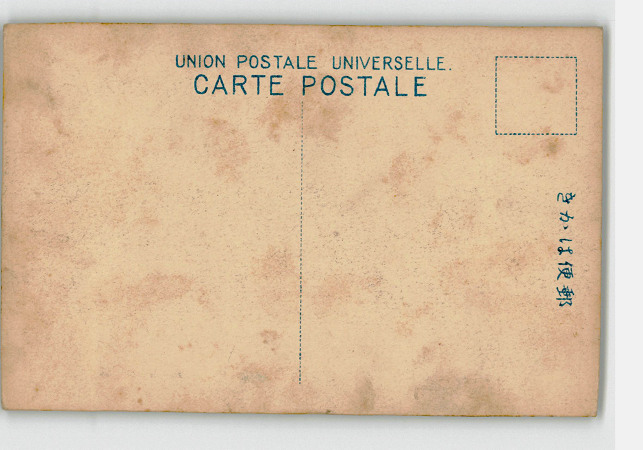 UNION POSTALE UNIVERSELLE.
CARTE POSTALE
郵便はかき